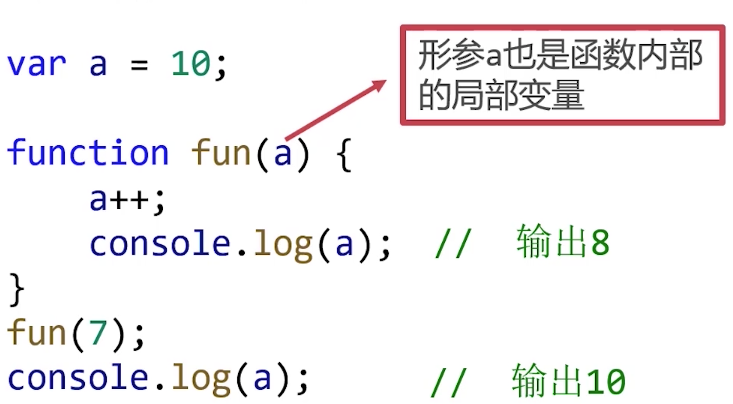 var a = 10;
形参a也是函数内部
的局部变量
function fun(a) {
    a++;
    console.log(a);  //  输出8
}
fun(7);
console.log(a);      //  输出10